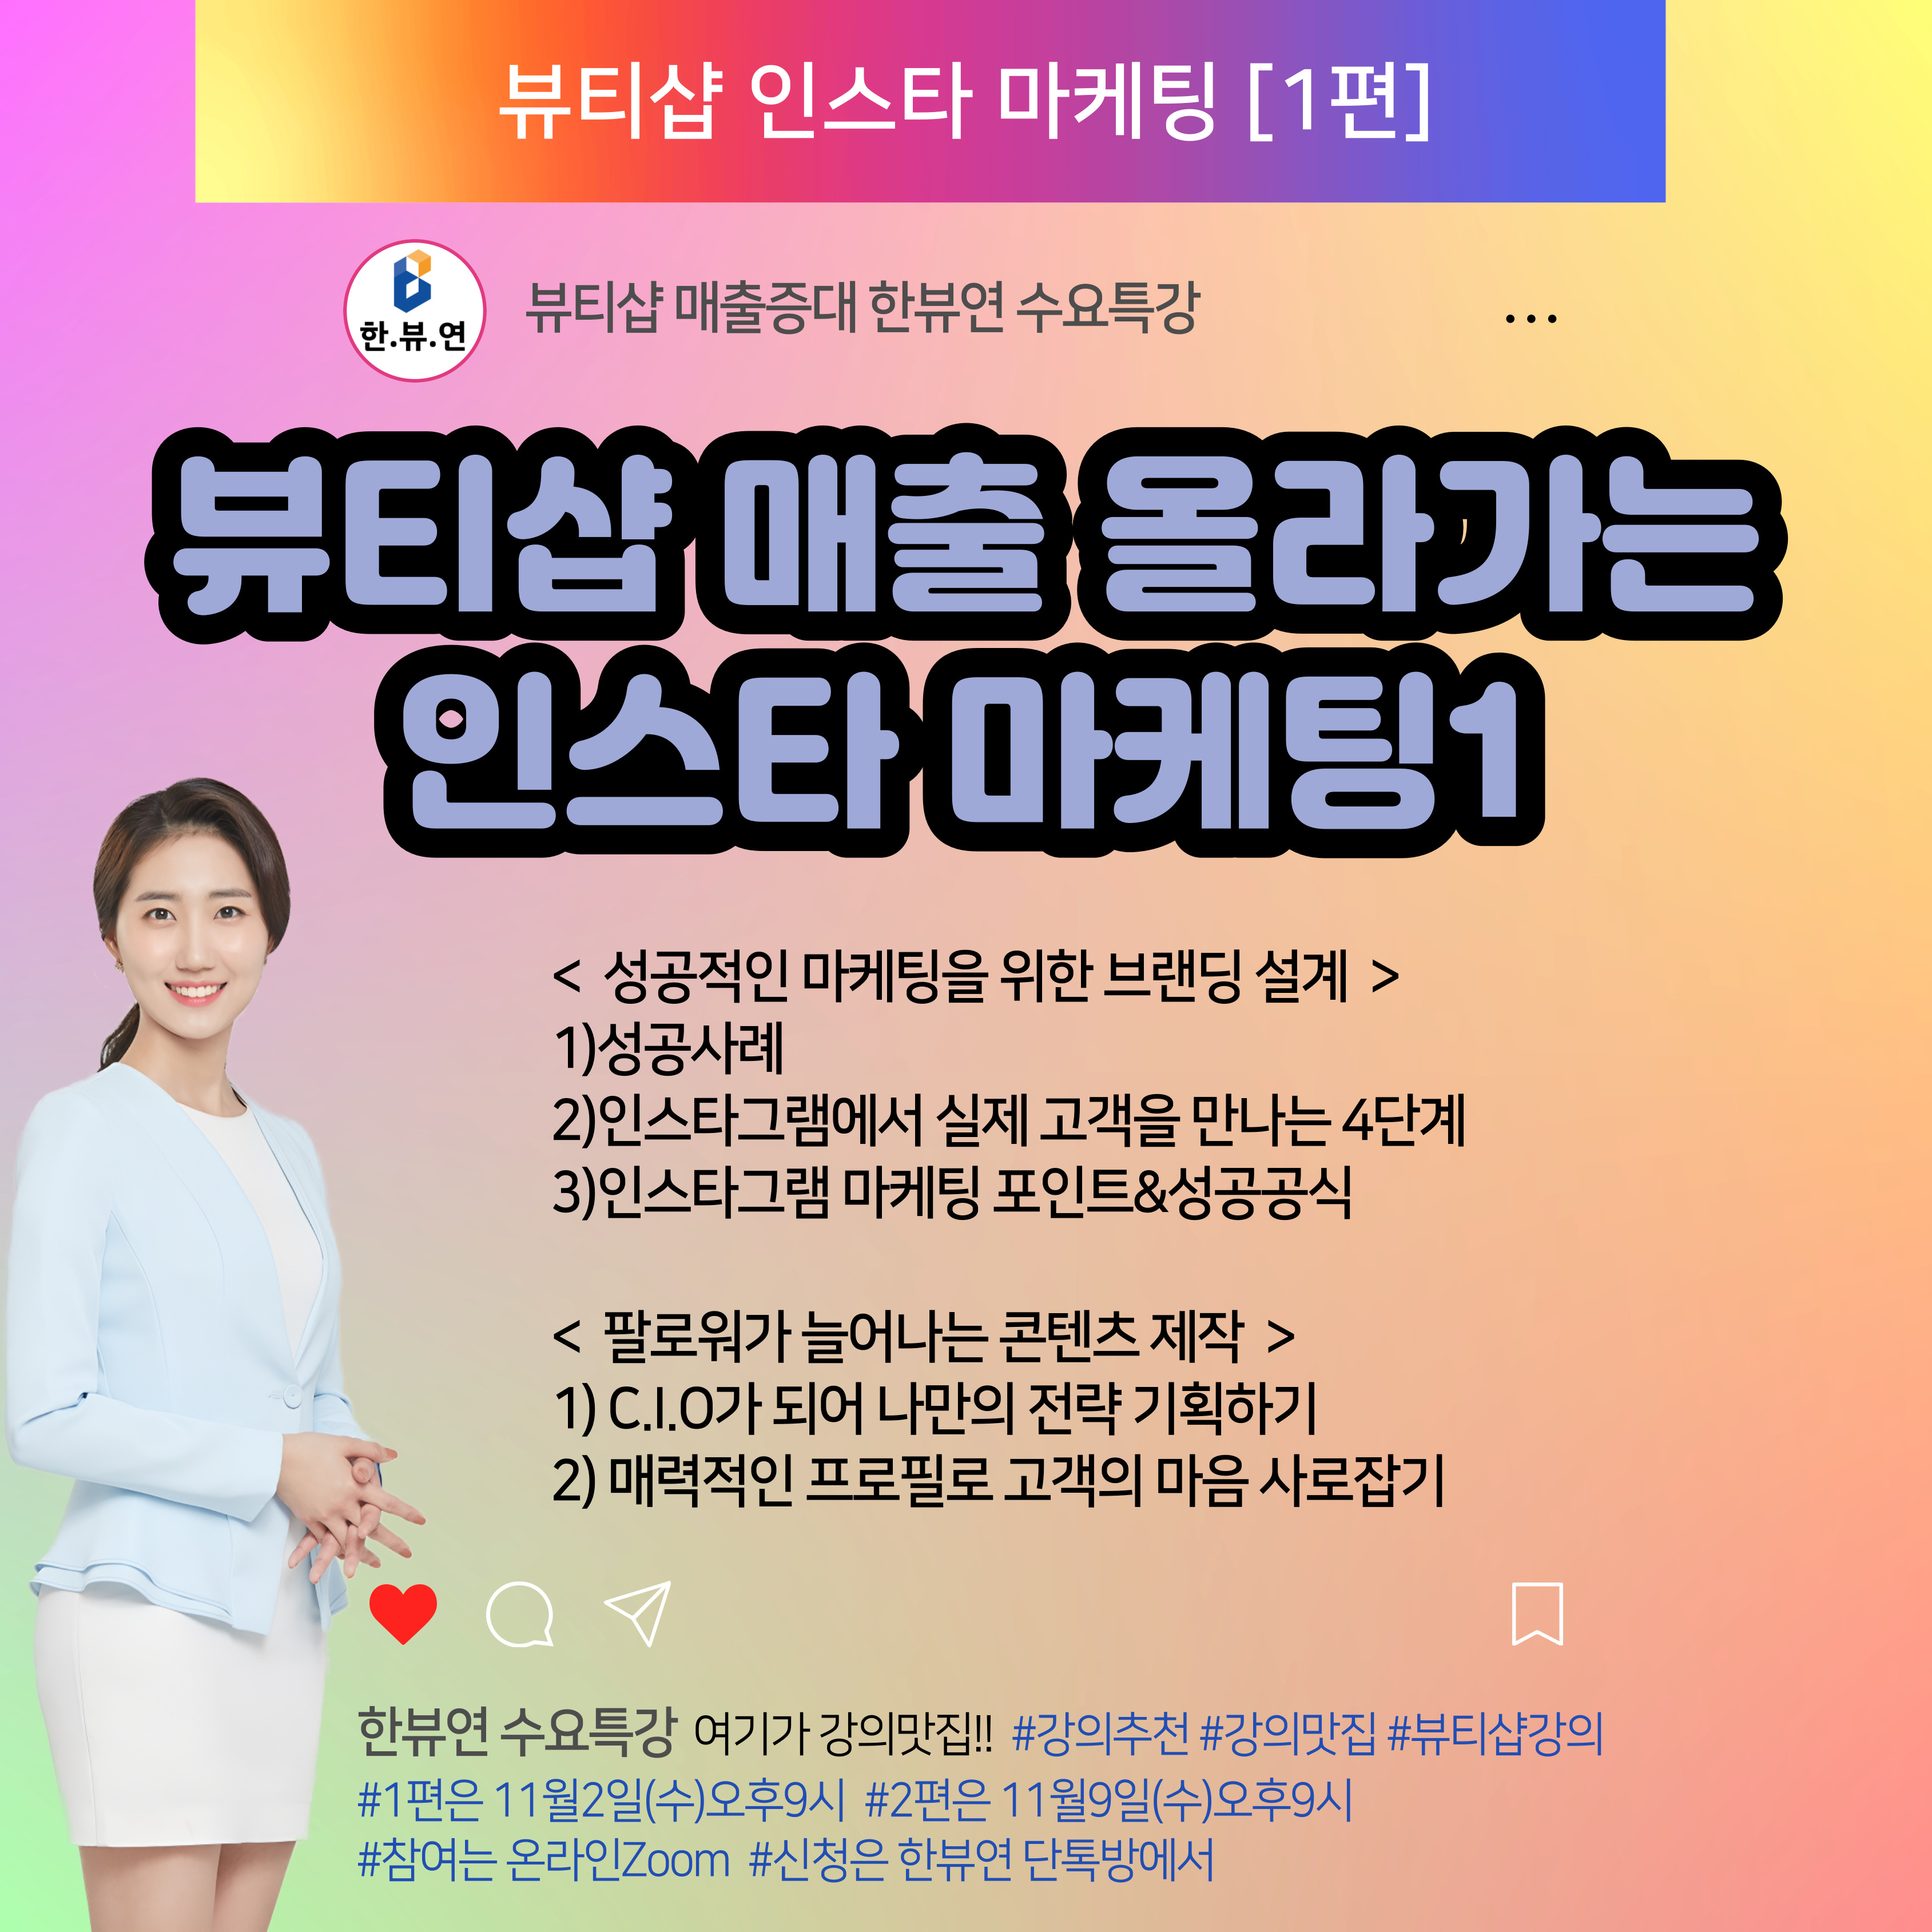 뷰티샵 인스타 마케팅 [1편]
한.뷰.연
뷰티샵 매출증대 한뷰연 수요특강
...
뷰티샵 매출 올라가는
인스타 마케팅1
< 성공적인 마케팅을 위한 브랜딩 설계 >
1)성공사례
2)인스타그램에서 실제 고객을 만나는 4단계
3)인스타그램 마케팅 포인트&성공공식
< 팔로워가 늘어나는 콘텐츠 제작 >
1) C.I.O가 되어 나만의 전략 기획하기
2) 매력적인 프로필로 고객의 마음 사로잡기
한뷰연 수요특강 여기가 강의맛집!! #강의추천 #강의맛집 #뷰티샵강의
#1편은 11월2일(수)오후9시 #2편은 11월9일(수)오후9시
#참여는 온라인Zoom #신청은 한뷰연 단톡방에서